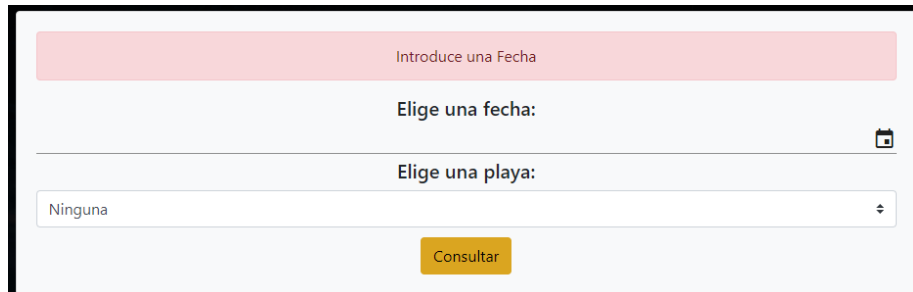 Introduce una Fecha
Elige una fecha:
Elige una playa:
Ninguna
Consultar